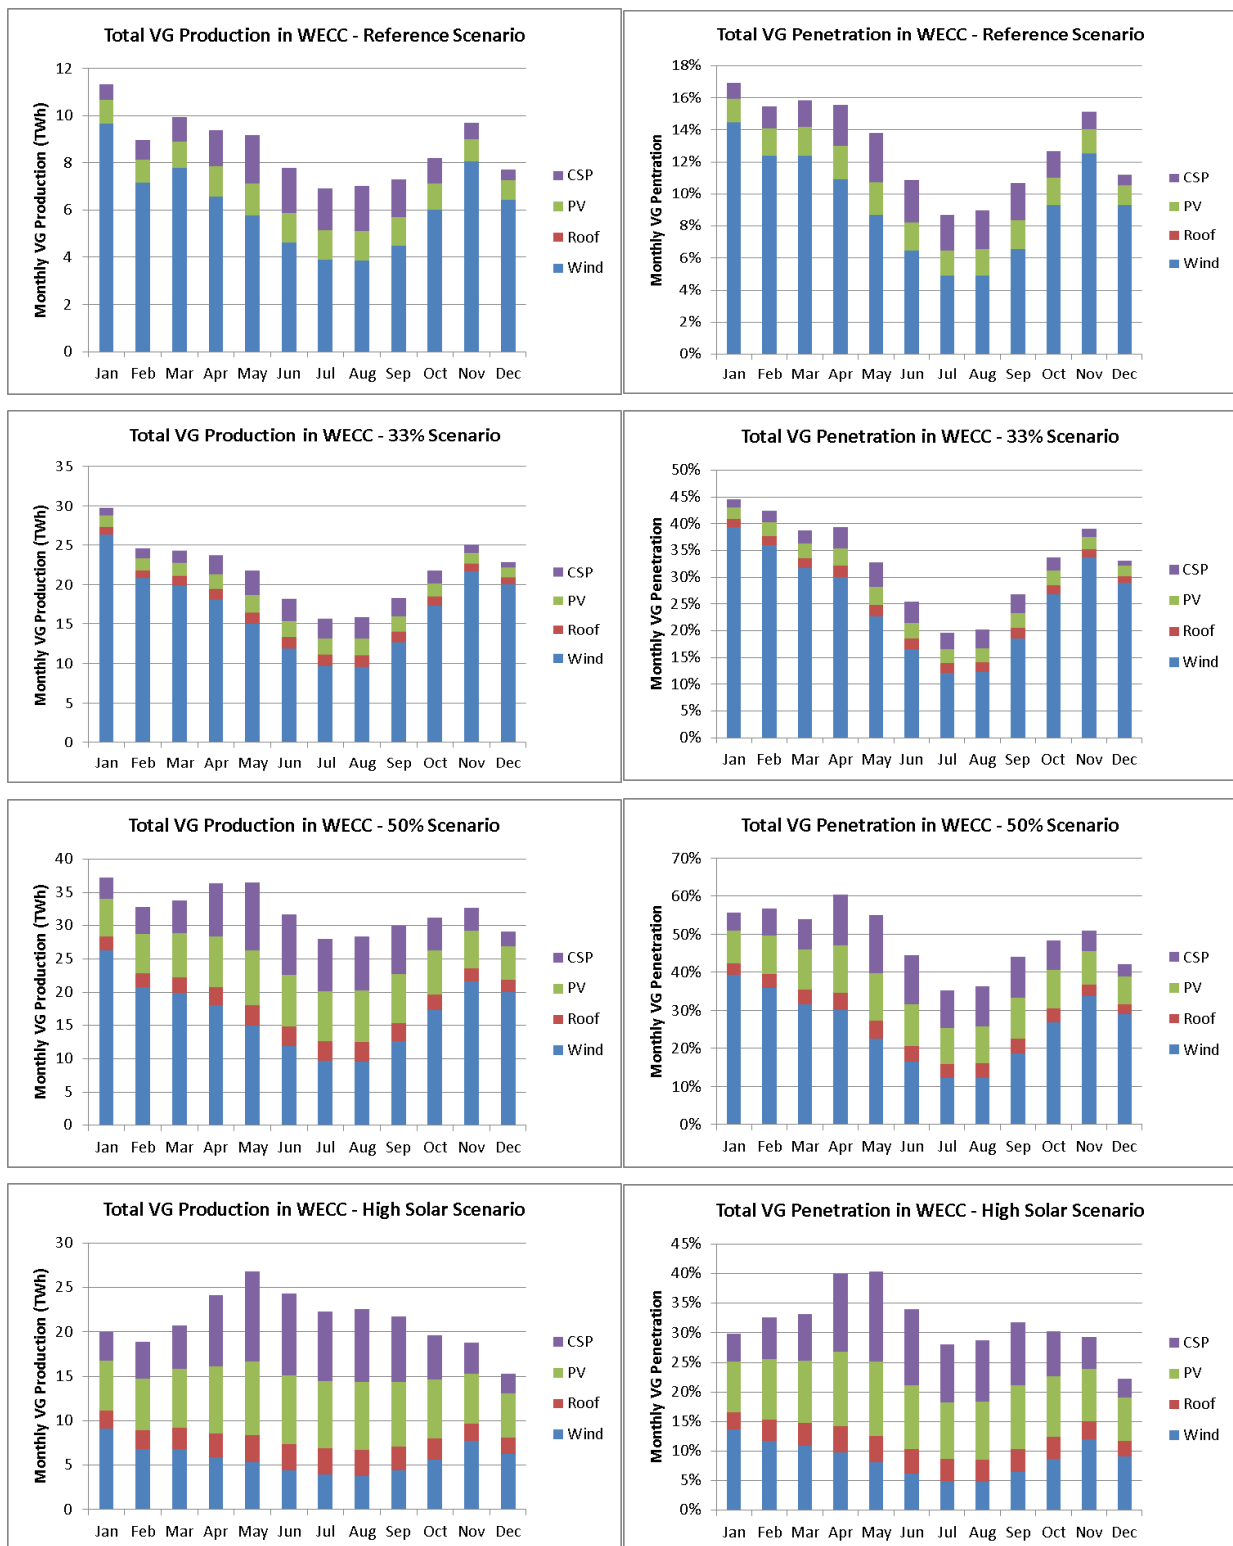 Total VG Production in WECC - Reference Scenario
Monthly VG Production (TWh)
12
10
8
6
4
2
0
Jan Feb Mar Apr May Jun Jul Aug Sep Oct Nov Dec
CSP
PV
Roof
Wind
Total VG Penetration in WECC - Reference Scenario
Monthly VG Pentration
18%
16%
14%
12%
10%
8%
6%
4%
2%
0%
Jan Feb Mar Apr May Jun Jul Aug Sep Oct Nov Dec
CSP
PV
Roof
Wind
Total VG Production in WECC - 33% Scenario
Monthly VG Production (TWh)
35
30
25
20
15
10
5
0
Jan Feb Mar Apr May Jun Jul Aug Sep Oct Nov Dec
CSP
PV
Roof
Wind
Total VG Penetration in WECC - 33% Scenario
Monthly VG Penetration
50%
45%
40%
35%
30%
25%
20%
15%
10%
5%
0%
Jan Feb Mar Apr May Jun Jul Aug Sep Oct Nov Dec
CSP
PV
Roof
Wind
Total VG Production in WECC - 50% Scenario
Monthly VG Production (TWh)
40
35
30
25
20
15
10
5
0
Jan Feb Mar Apr May Jun Jul Aug Sep Oct Nov Dec
CSP
PV
Roof
Wind
Total VG Penetration in WECC - 50% Scenario
Monthly VG Penetration
70%
60%
50%
40%
30%
20%
10%
0%
Jan Feb Mar Apr May Jun Jul Aug Sep Oct Nov Dec
CSP
PV
Roof
Wind
Total VG Production in WECC - High Solar Scenario
Monthly VG Production (TWh)
30
25
20
15
10
5
0
Jan Feb Mar Apr May Jun Jul Aug Sep Oct Nov Dec
CSP
PV
Roof
Wind
Total VG Penetration in WECC - High Solar Scenario
Monthly VG Penetration
45%
40%
35%
30%
25%
20%
15%
10%
5%
0%
Jan Feb Mar Apr May Jun Jul Aug Sep Oct Nov Dec
CSP
PV
Roof
Wind